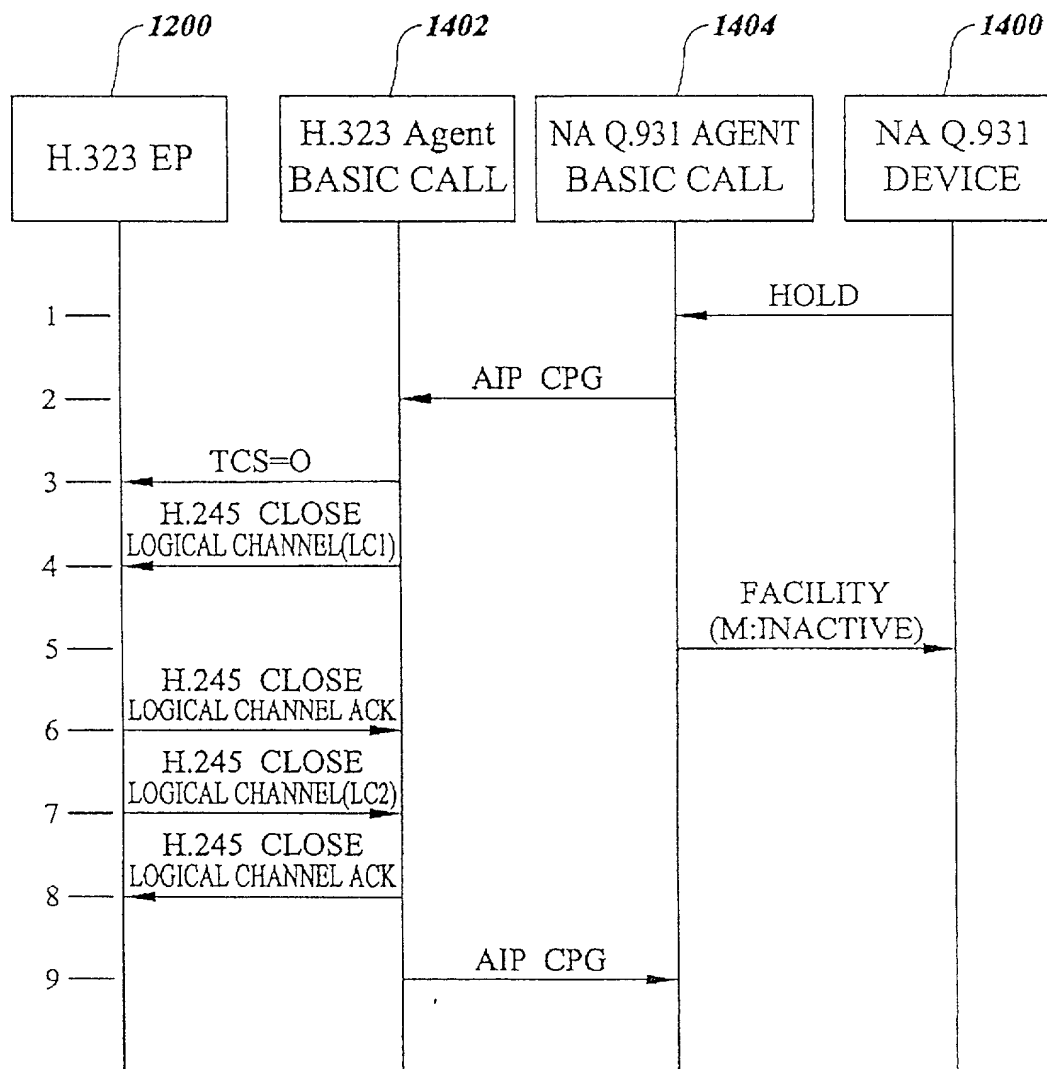 1200
1402
1404
1400
H.323 EP
H.323 Agent
BASIC CALL
NA Q.931 AGENT
BASIC CALL
NA Q.931
DEVICE
1
HOLD
2
AIP CPG
3
TCS=O
H.245 CLOSE
LOGICAL CHANNEL(LC1)
4
FACILITY
(M:INACTIVE)
5
H.245 CLOSE
LOGICAL CHANNEL ACK
6
H.245 CLOSE
LOGICAL CHANNEL(LC2)
7
H.245 CLOSE
LOGICAL CHANNEL ACK
8
AIP CPG
9